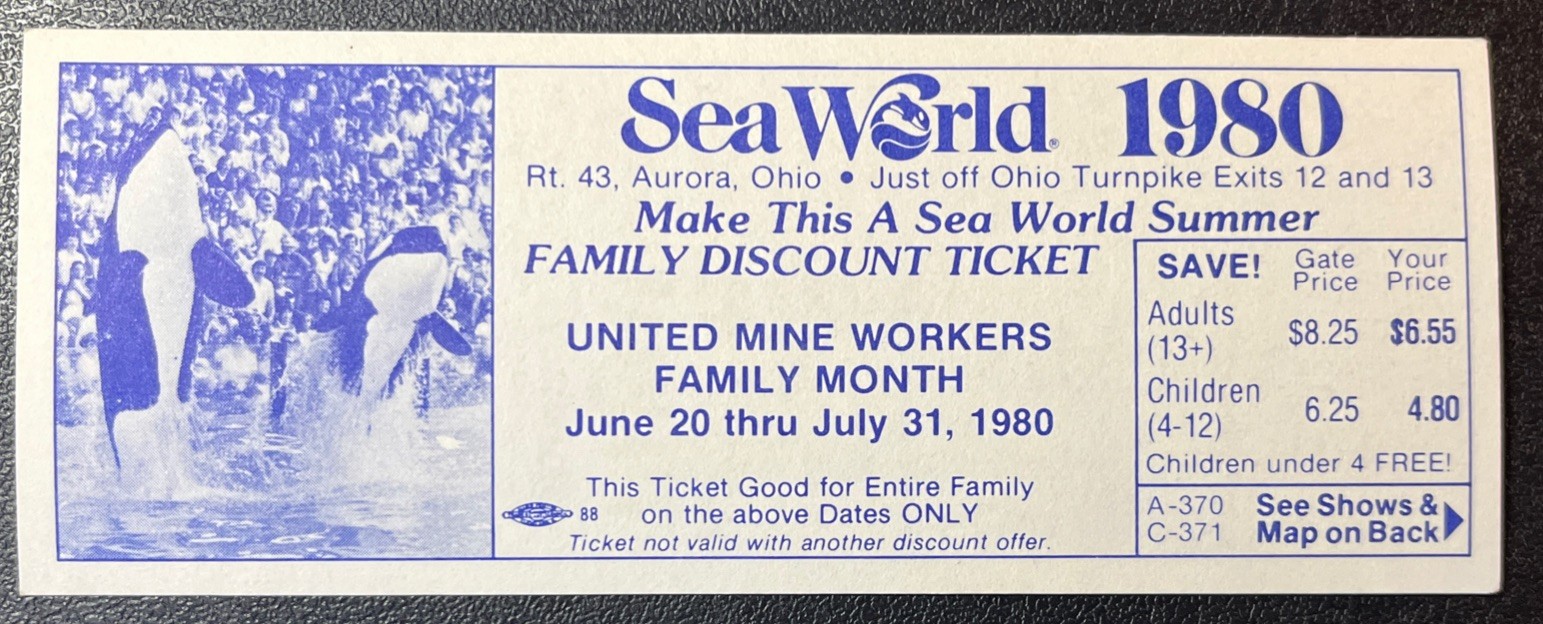 Sea World® 1980
Rt. 43, Aurora, Ohio • Just off Ohio Turnpike Exits 12 and 13
Make This A Sea World Summer
FAMILY DISCOUNT TICKET
UNITED MINE WORKERS
FAMILY MONTH
June 20 thru July 31, 1980
This Ticket Good for Entire Family
88 on the above Dates ONLY
Ticket not valid with another discount offer.
SAVE! Gate Price Your Price
Adults (13+) $8.25 $6.55
Children (4-12) 6.25 4.80
Children under 4 FREE!
A-370
C-371
See Shows &
Map on Back